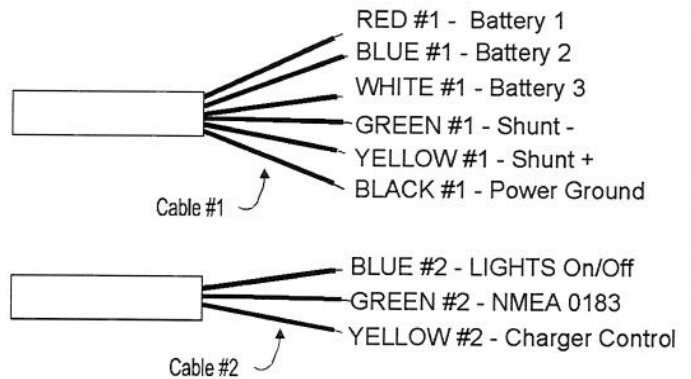 RED #1 - Battery 1
BLUE #1 - Battery 2
WHITE #1 - Battery 3
GREEN #1 - Shunt -
YELLOW #1 - Shunt +
BLACK #1 - Power Ground
Cable #1
BLUE #2 - LIGHTS On/Off
GREEN #2 - NMEA 0183
YELLOW #2 - Charger Control
Cable #2